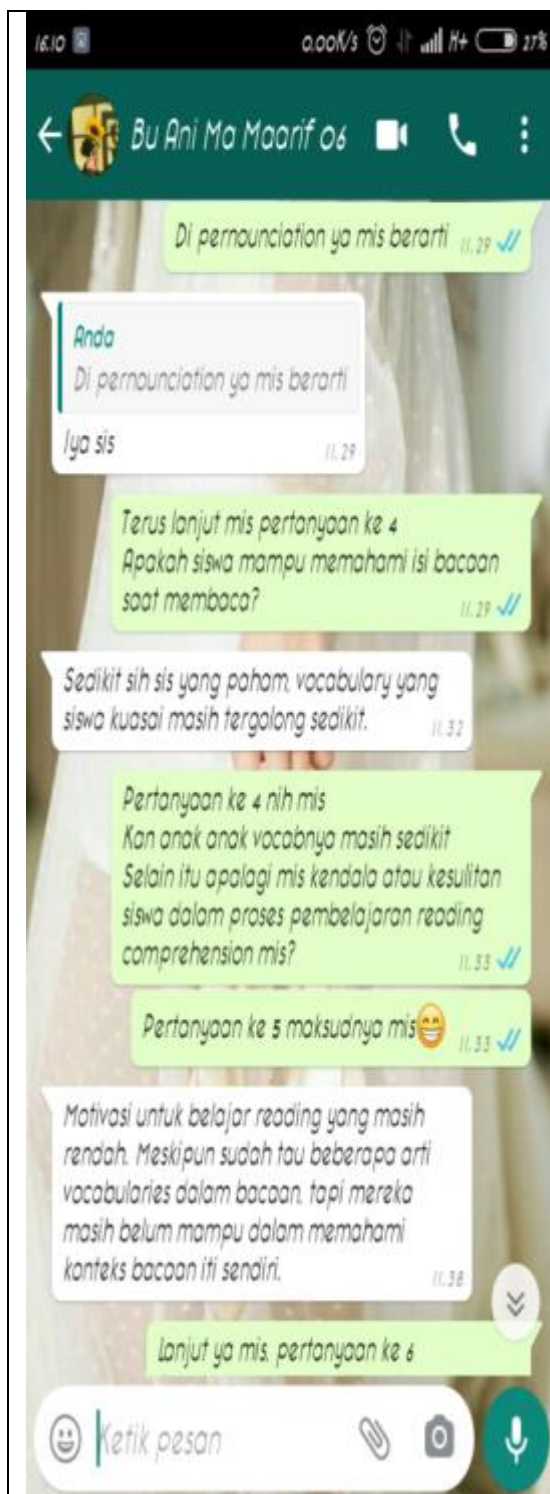 16.10 0.00K/s H+ 27%
Bu Ani Ma Maarif 06
Di pernounciation ya mis berarti 11.29
Anda
Di pernounciation ya mis berarti
Iya sis 11.29
Terus lanjut mis pertanyaan ke 4
Apakah siswa mampu memahami isi bacaan
saat membaca? 11.29
Sedikit sih sis yang paham, vocabulary yang
siswa kuasai masih tergolong sedikit. 11.32
Pertanyaan ke 4 nih mis
Kan anak anak vocabnya masih sedikit
Selain itu apalagi mis kendala atau kesulitan
siswa dalam proses pembelajaran reading
comprehension mis? 11.33
Pertanyaan ke 5 maksudnya mis😁 11.33
Motivasi untuk belajar reading yang masih
rendah. Meskipun sudah tau beberapa arti
vocabularies dalam bacaan, tapi mereka
masih belum mampu dalam memahami
konteks bacaan iti sendiri. 11.38
Lanjut ya mis, pertanyaan ke 6
Ketik pesan